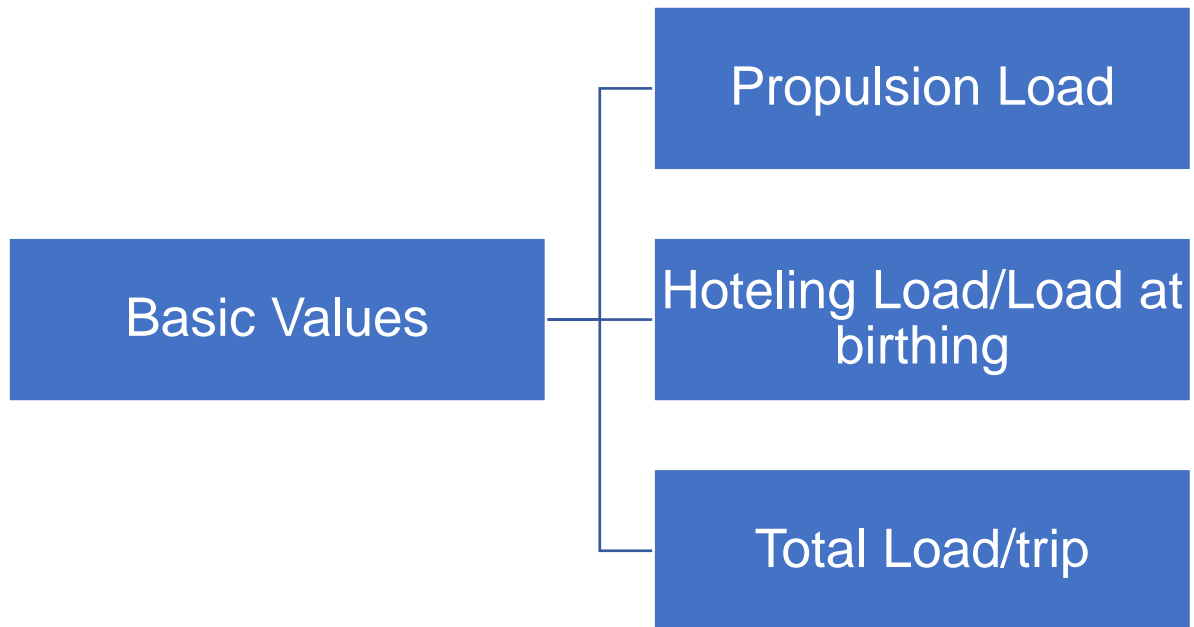 Propulsion Load
Basic Values
Hoteling Load/Load at
birthing
Total Load/trip